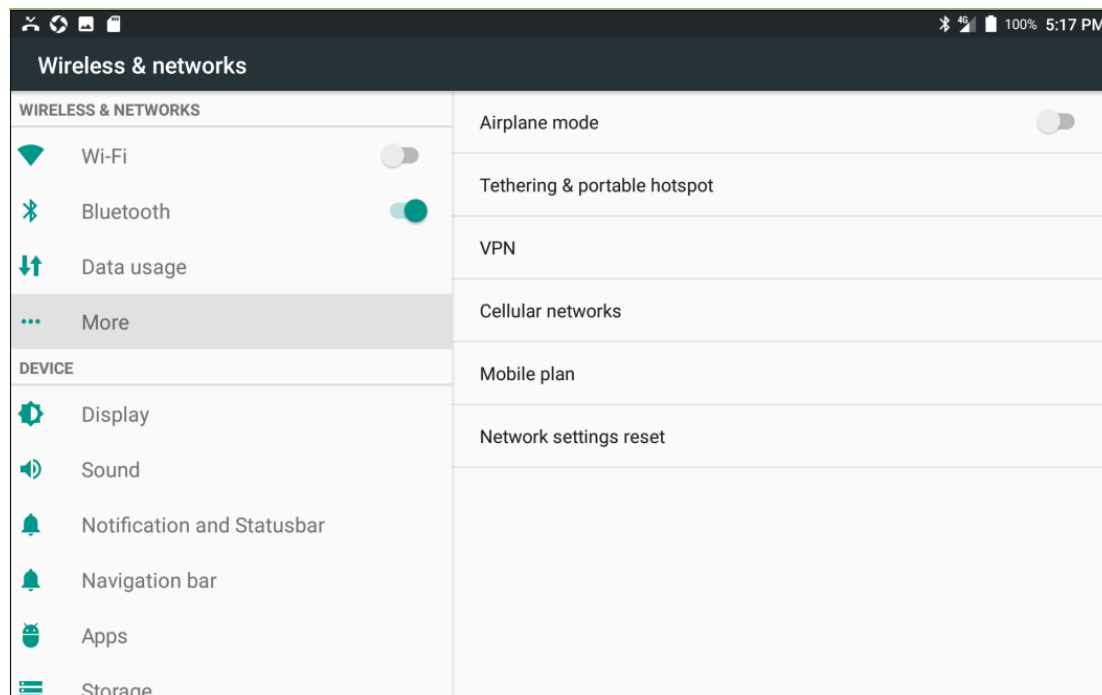 4G 100% 5:17 PM
Wireless & networks
WIRELESS & NETWORKS
Wi-Fi
Bluetooth
Data usage
More
DEVICE
Display
Sound
Notification and Statusbar
Navigation bar
Apps
Storage
Airplane mode
Tethering & portable hotspot
VPN
Cellular networks
Mobile plan
Network settings reset